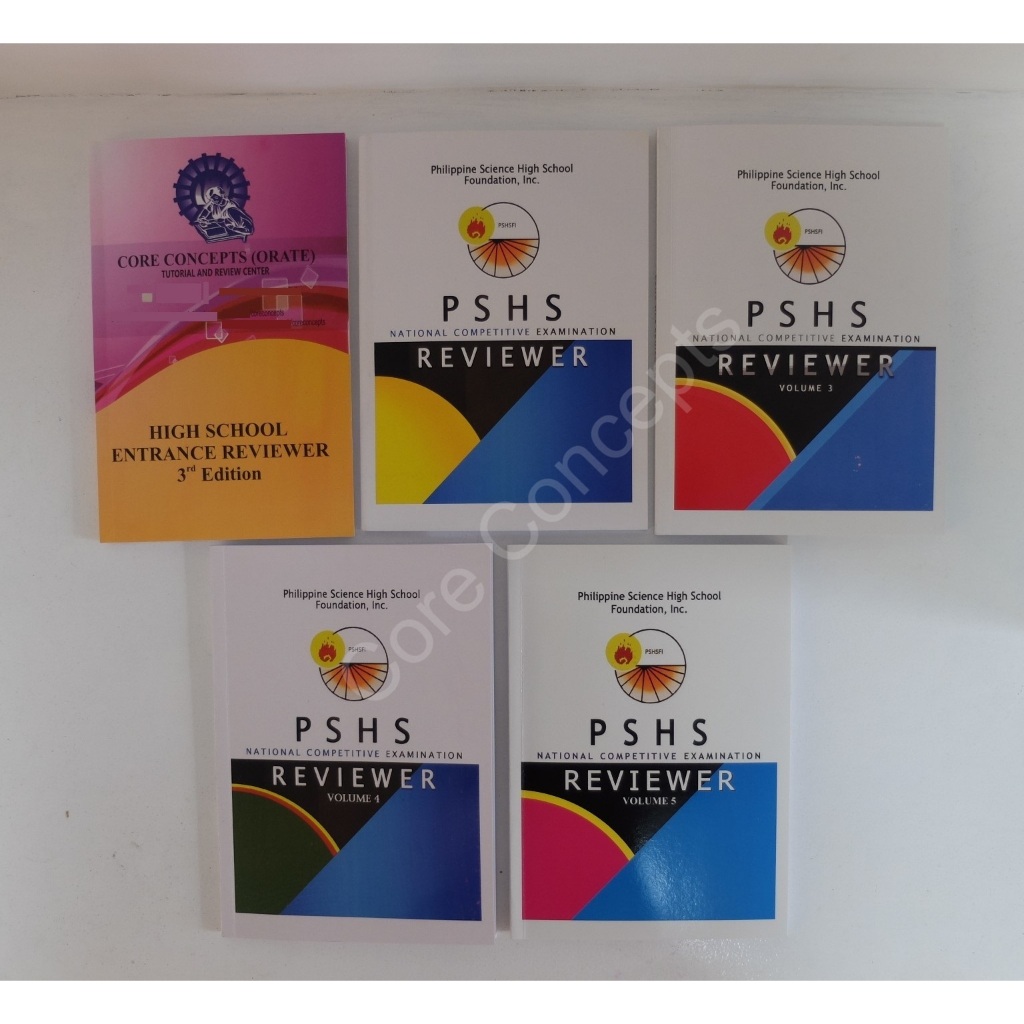 CORE CONCEPTS (ORATE)
TUTORIAL AND REVIEW CENTER
HIGH SCHOOL
ENTRANCE REVIEWER
3rd Edition
Philippine Science High School
Foundation, Inc.
PSHSFI
PSHS
NATIONAL COMPETITIVE EXAMINATION
REVIEWER
Philippine Science High School
Foundation, Inc.
PSHSFI
PSHS
NATIONAL COMPETITIVE EXAMINATION
REVIEWER
VOLUME 3
Philippine Science High School
Foundation, Inc.
PSHSFI
PSHS
NATIONAL COMPETITIVE EXAMINATION
REVIEWER
VOLUME 4
Philippine Science High School
Foundation, Inc.
PSHSFI
PSHS
NATIONAL COMPETITIVE EXAMINATION
REVIEWER
VOLUME 5
Core Concepts